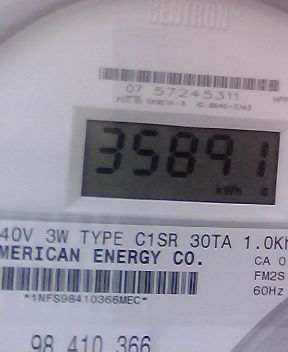 CENTRON
07 57245311
35891
kWh
40V 3W TYPE C1SR 30TA 1.0Kh
MERICAN ENERGY CO.
CA 0
FM2S
60Hz
*1NFS98410366MEC*
98 410 366